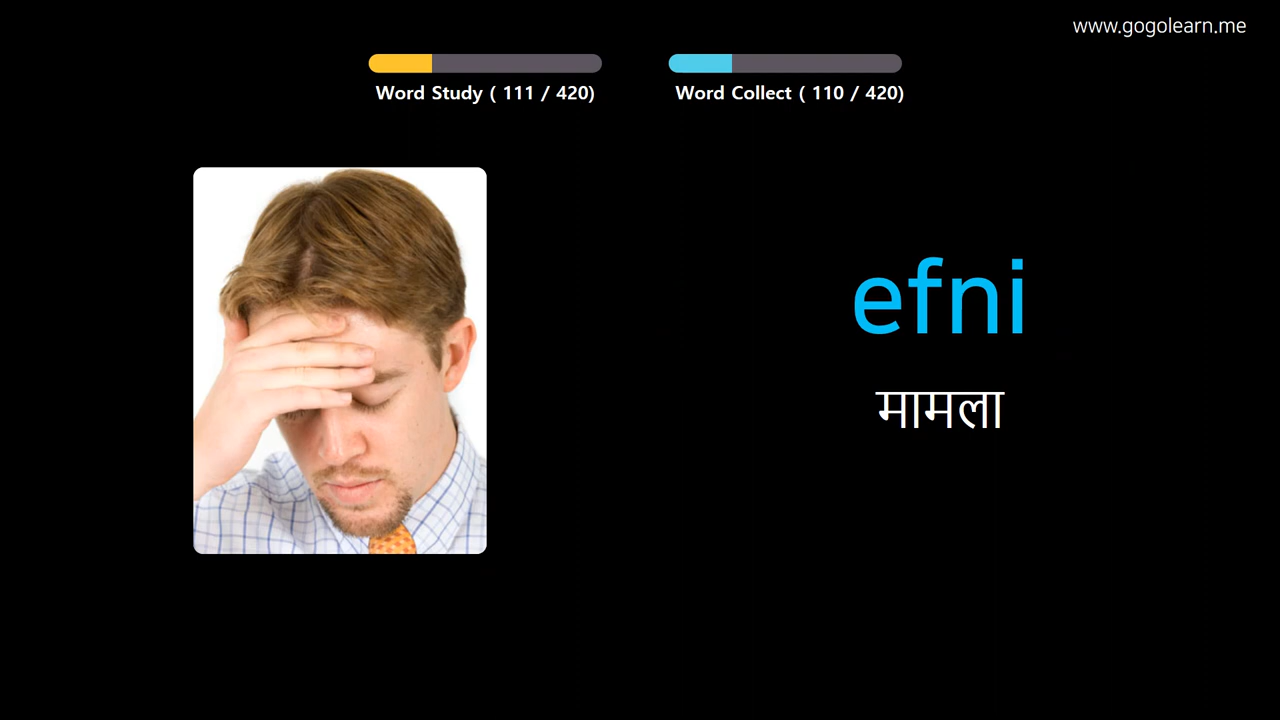 www.gogolearn.me
Word Study ( 111 / 420)
Word Collect ( 110 / 420)
efni
मामला